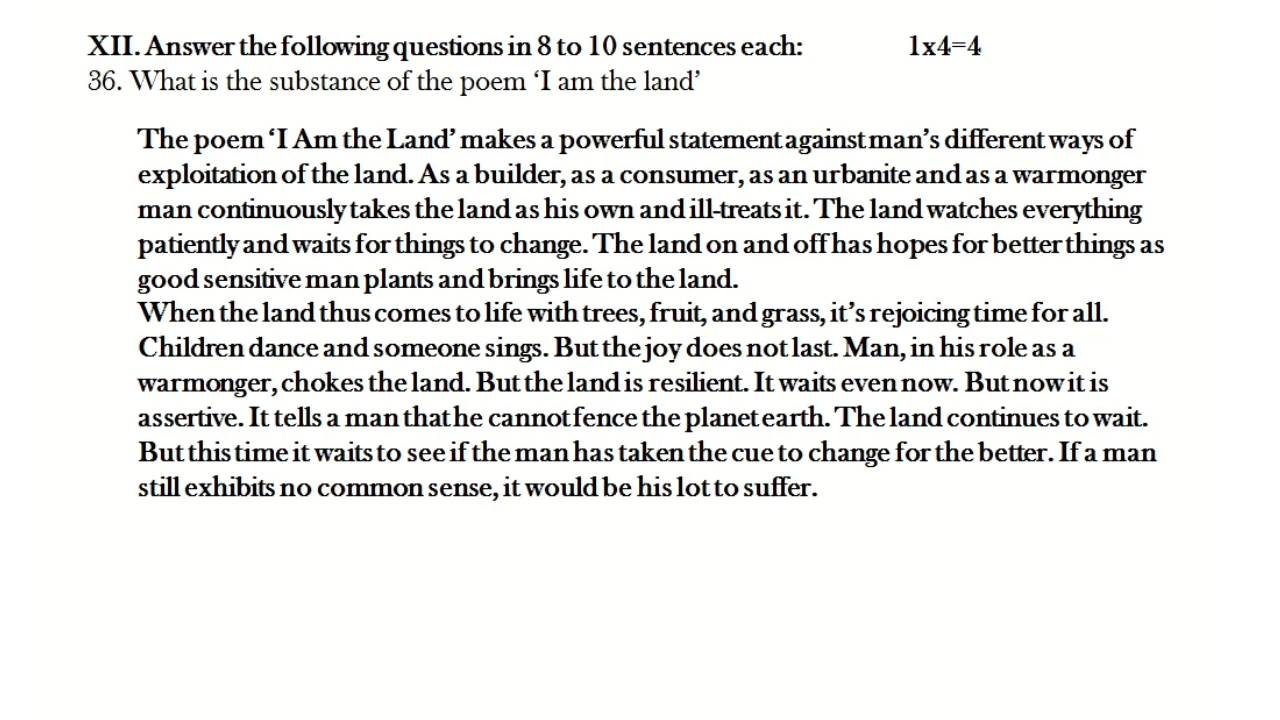 XII. Answer the following questions in 8 to 10 sentences each: 1x4=4
36. What is the substance of the poem ‘I am the land’
The poem ‘I Am the Land’ makes a powerful statement against man’s different ways of
exploitation of the land. As a builder, as a consumer, as an urbanite and as a warmonger
man continuously takes the land as his own and ill-treats it. The land watches everything
patiently and waits for things to change. The land on and off has hopes for better things as
good sensitive man plants and brings life to the land.
When the land thus comes to life with trees, fruit, and grass, it’s rejoicing time for all.
Children dance and someone sings. But the joy does not last. Man, in his role as a
warmonger, chokes the land. But the land is resilient. It waits even now. But now it is
assertive. It tells a man that he cannot fence the planet earth. The land continues to wait.
But this time it waits to see if the man has taken the cue to change for the better. If a man
still exhibits no common sense, it would be his lot to suffer.